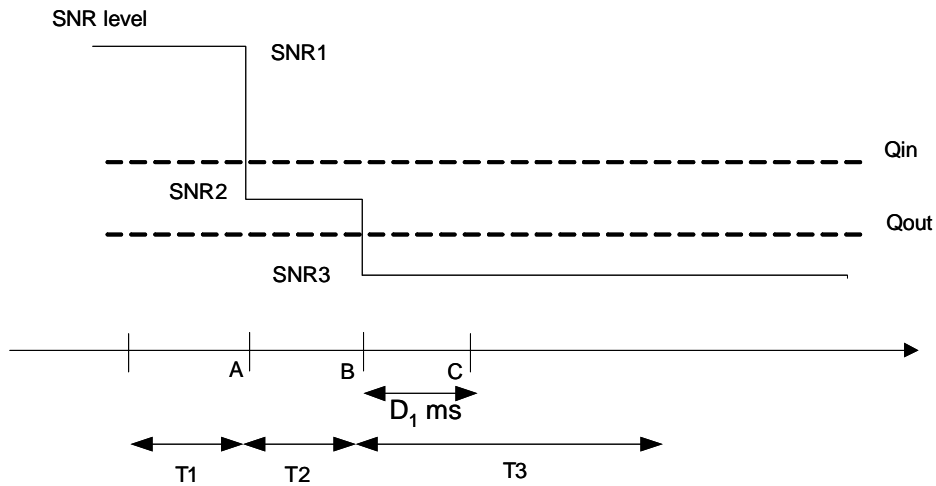 SNR level
SNR1
Qin
SNR2
Qout
SNR3
A B C
D₁ ms
T1 T2 T3